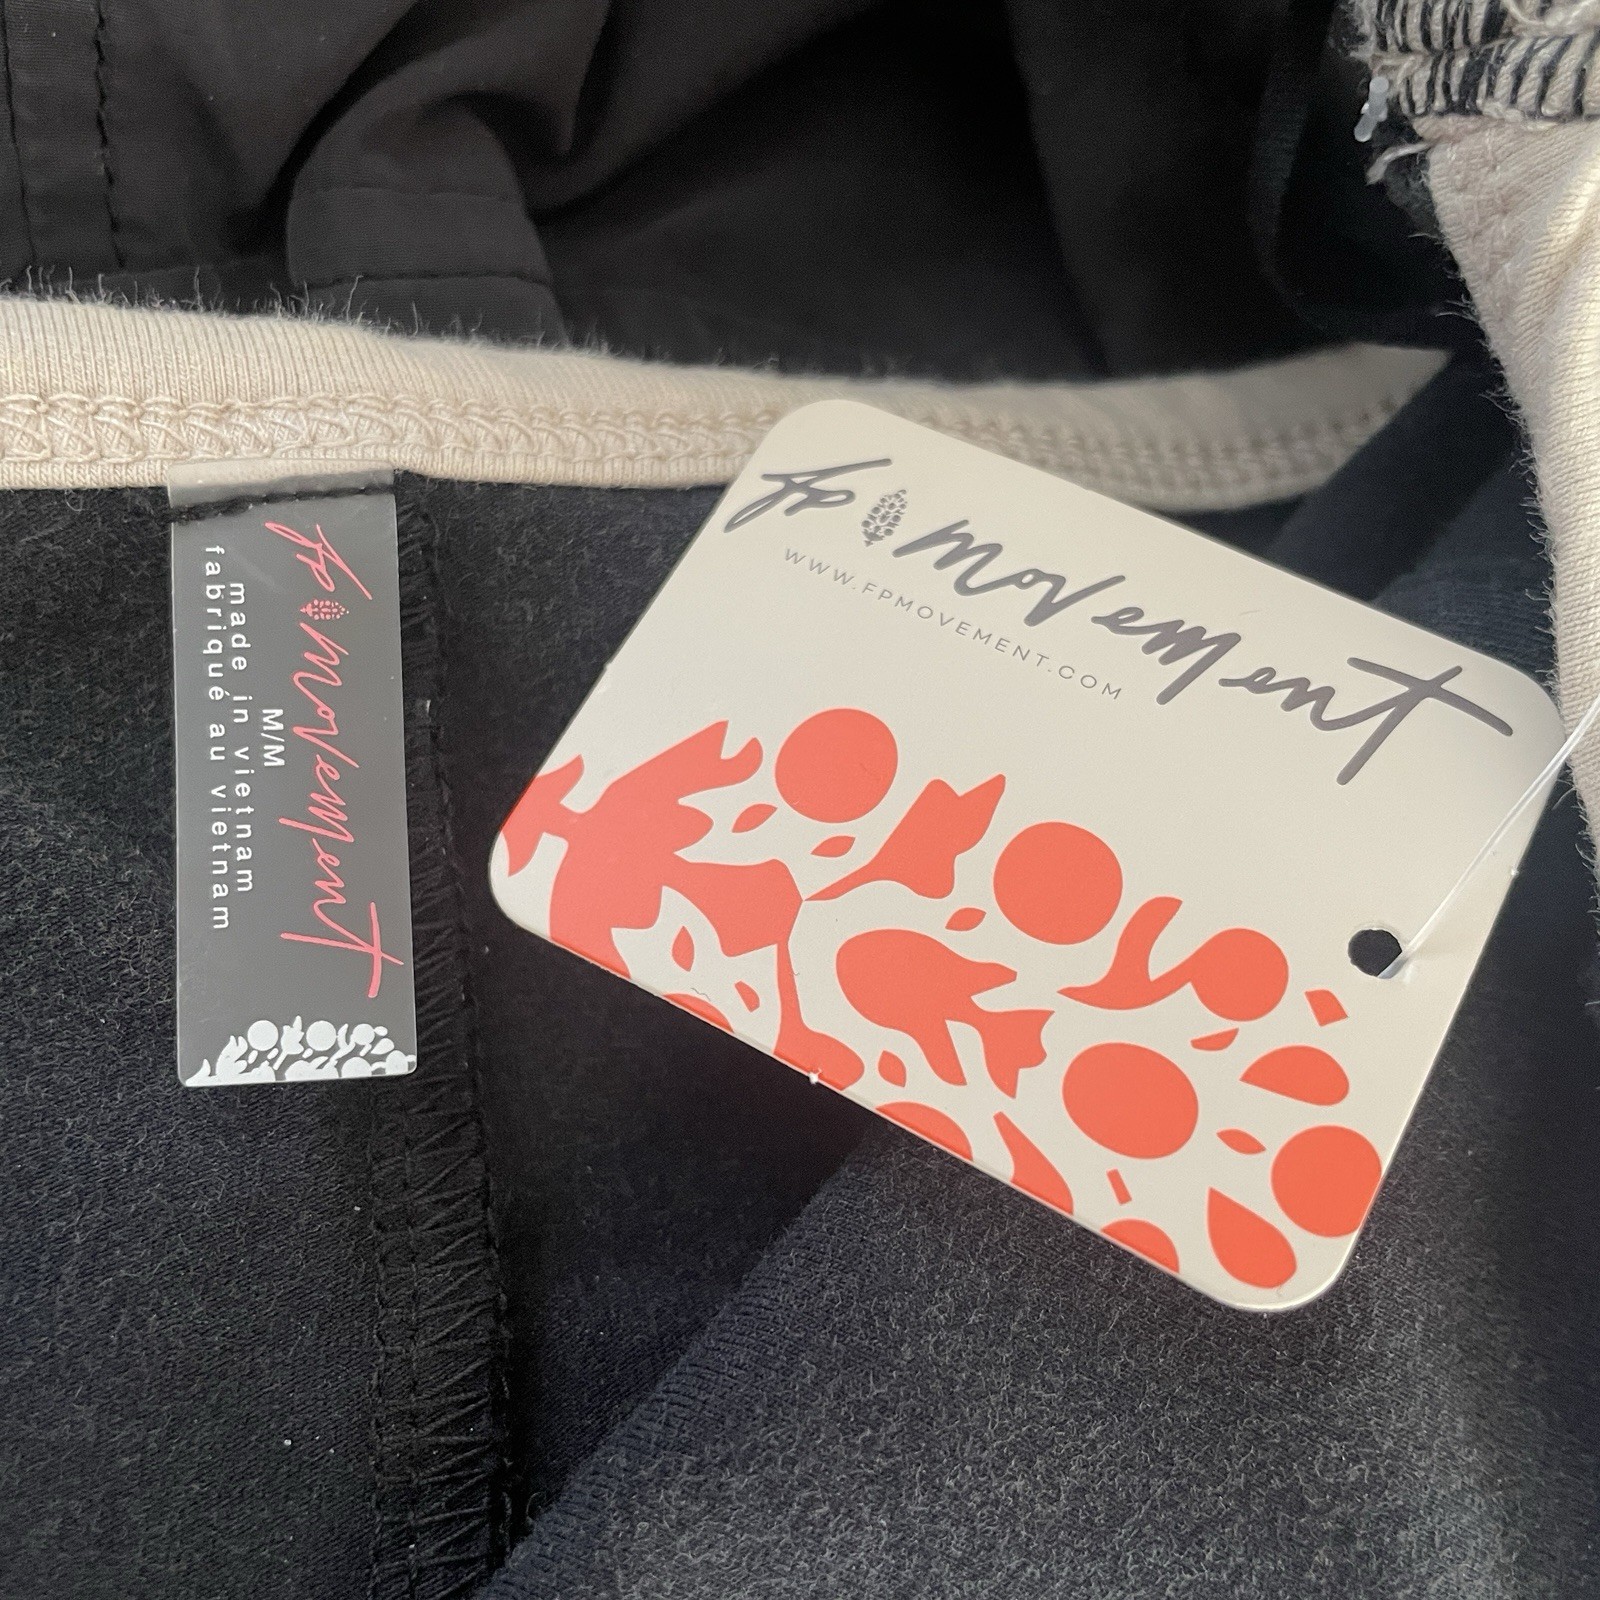 fp movement
M/M
made in vietnam
fabriqué au vietnam
fp movement
WWW.FPMOVEMENT.COM